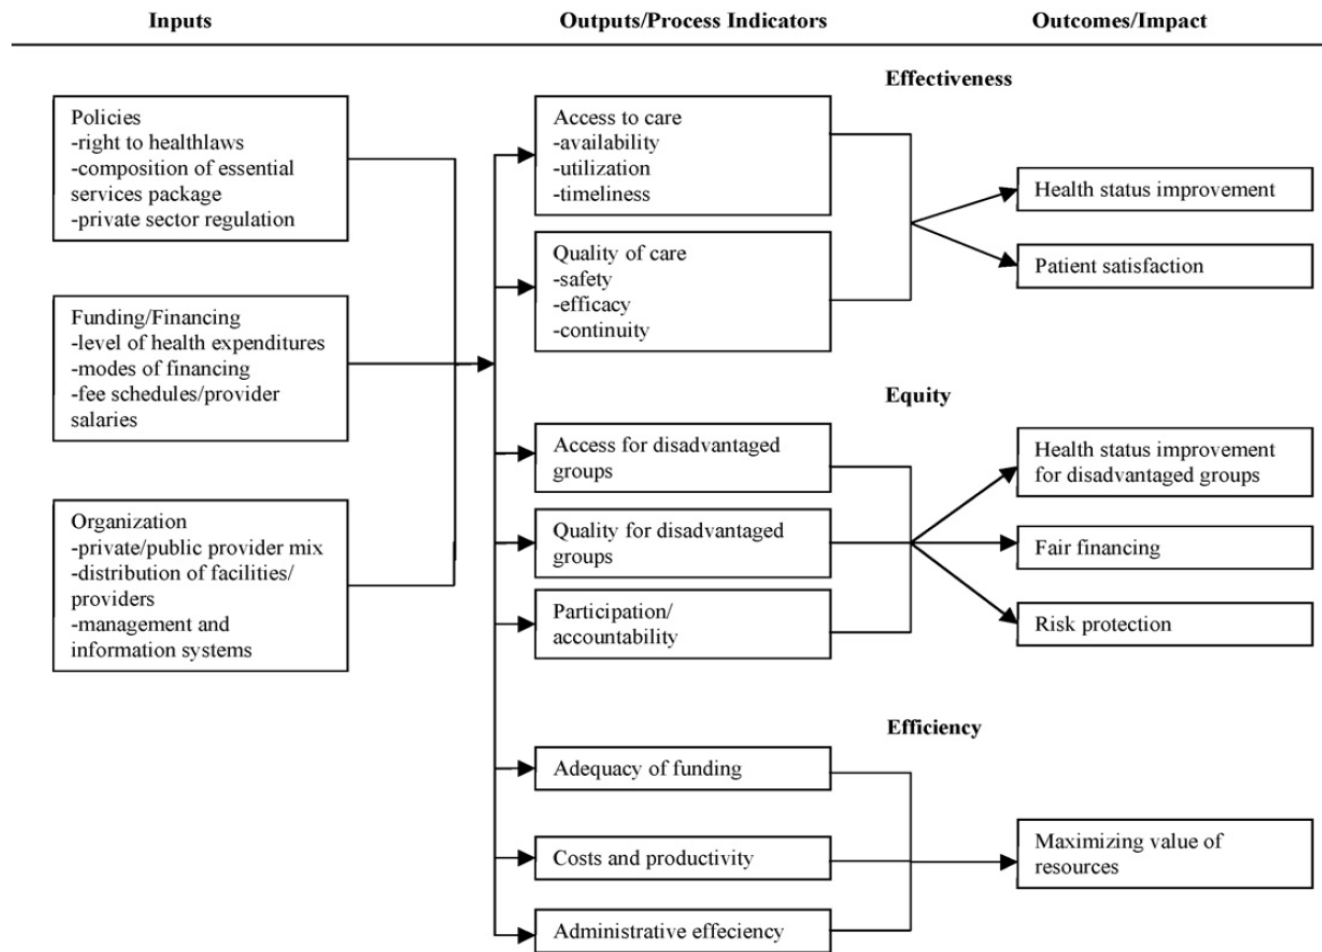 Inputs
Outputs/Process Indicators
Outcomes/Impact
Policies
-right to healthlaws
-composition of essential
services package
-private sector regulation
Funding/Financing
-level of health expenditures
-modes of financing
-fee schedules/provider
salaries
Organization
-private/public provider mix
-distribution of facilities/
providers
-management and
information systems
Effectiveness
Access to care
-availability
-utilization
-timeliness
Quality of care
-safety
-efficacy
-continuity
Health status improvement
Patient satisfaction
Equity
Access for disadvantaged
groups
Quality for disadvantaged
groups
Participation/
accountability
Health status improvement
for disadvantaged groups
Fair financing
Risk protection
Efficiency
Adequacy of funding
Costs and productivity
Administrative effeciency
Maximizing value of
resources